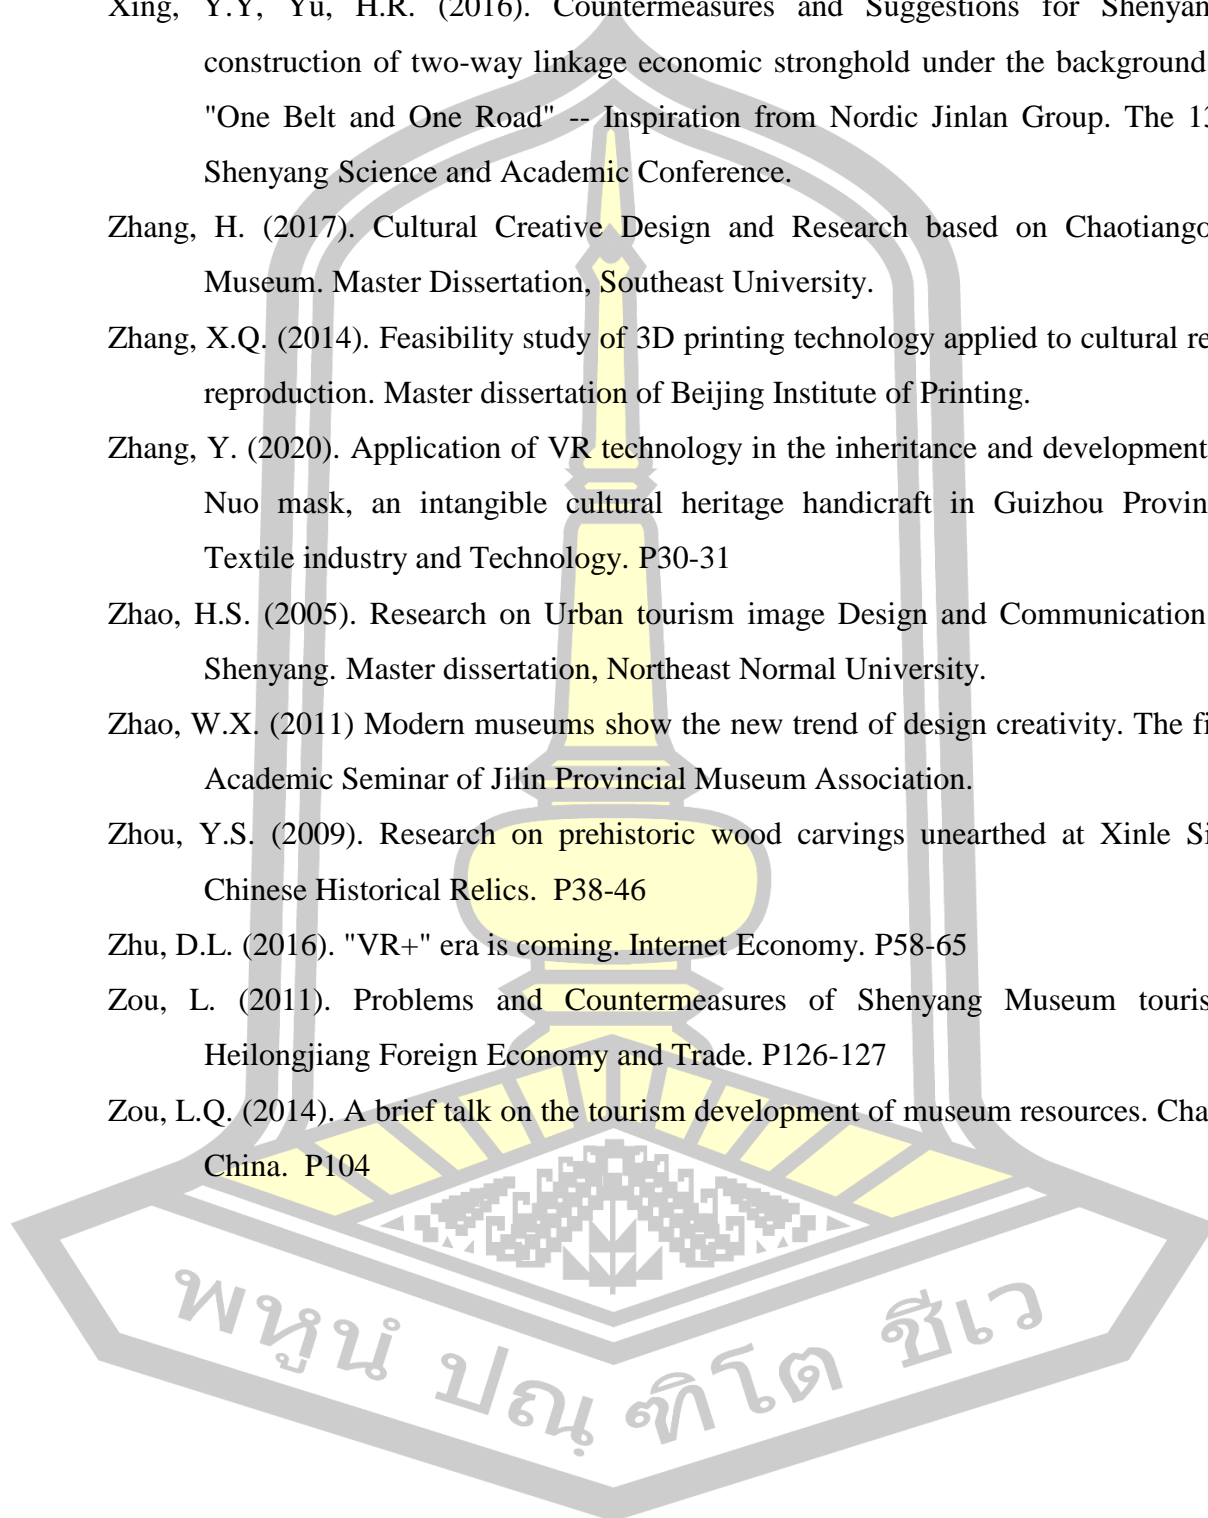 Xing, Y.Y, Yu, H.R. (2016). Countermeasures and Suggestions for Shenyan
construction of two-way linkage economic stronghold under the background
"One Belt and One Road" -- Inspiration from Nordic Jinlan Group. The 13
Shenyang Science and Academic Conference.
Zhang, H. (2017). Cultural Creative Design and Research based on Chaotiango
Museum. Master Dissertation, Southeast University.
Zhang, X.Q. (2014). Feasibility study of 3D printing technology applied to cultural re
reproduction. Master dissertation of Beijing Institute of Printing.
Zhang, Y. (2020). Application of VR technology in the inheritance and development
Nuo mask, an intangible cultural heritage handicraft in Guizhou Provin
Textile industry and Technology. P30-31
Zhao, H.S. (2005). Research on Urban tourism image Design and Communication
Shenyang. Master dissertation, Northeast Normal University.
Zhao, W.X. (2011) Modern museums show the new trend of design creativity. The fi
Academic Seminar of Jilin Provincial Museum Association.
Zhou, Y.S. (2009). Research on prehistoric wood carvings unearthed at Xinle Si
Chinese Historical Relics. P38-46
Zhu, D.L. (2016). "VR+" era is coming. Internet Economy. P58-65
Zou, L. (2011). Problems and Countermeasures of Shenyang Museum touris
Heilongjiang Foreign Economy and Trade. P126-127
Zou, L.Q. (2014). A brief talk on the tourism development of museum resources. Cha
China. P104
พหูนํ ปณฺฑิโต ชีเว